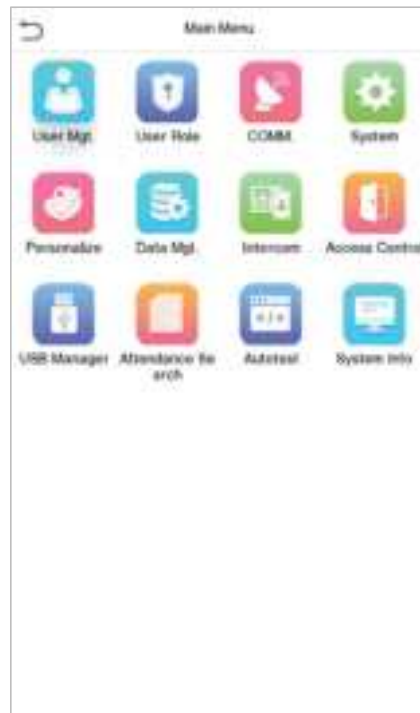 Main Menu
User Mgt.
User Role
COMM.
System
Personalize
Data Mgt.
Intercom
Access Contro
USB Manager
Attendance Se
arch
Autotest
System Info